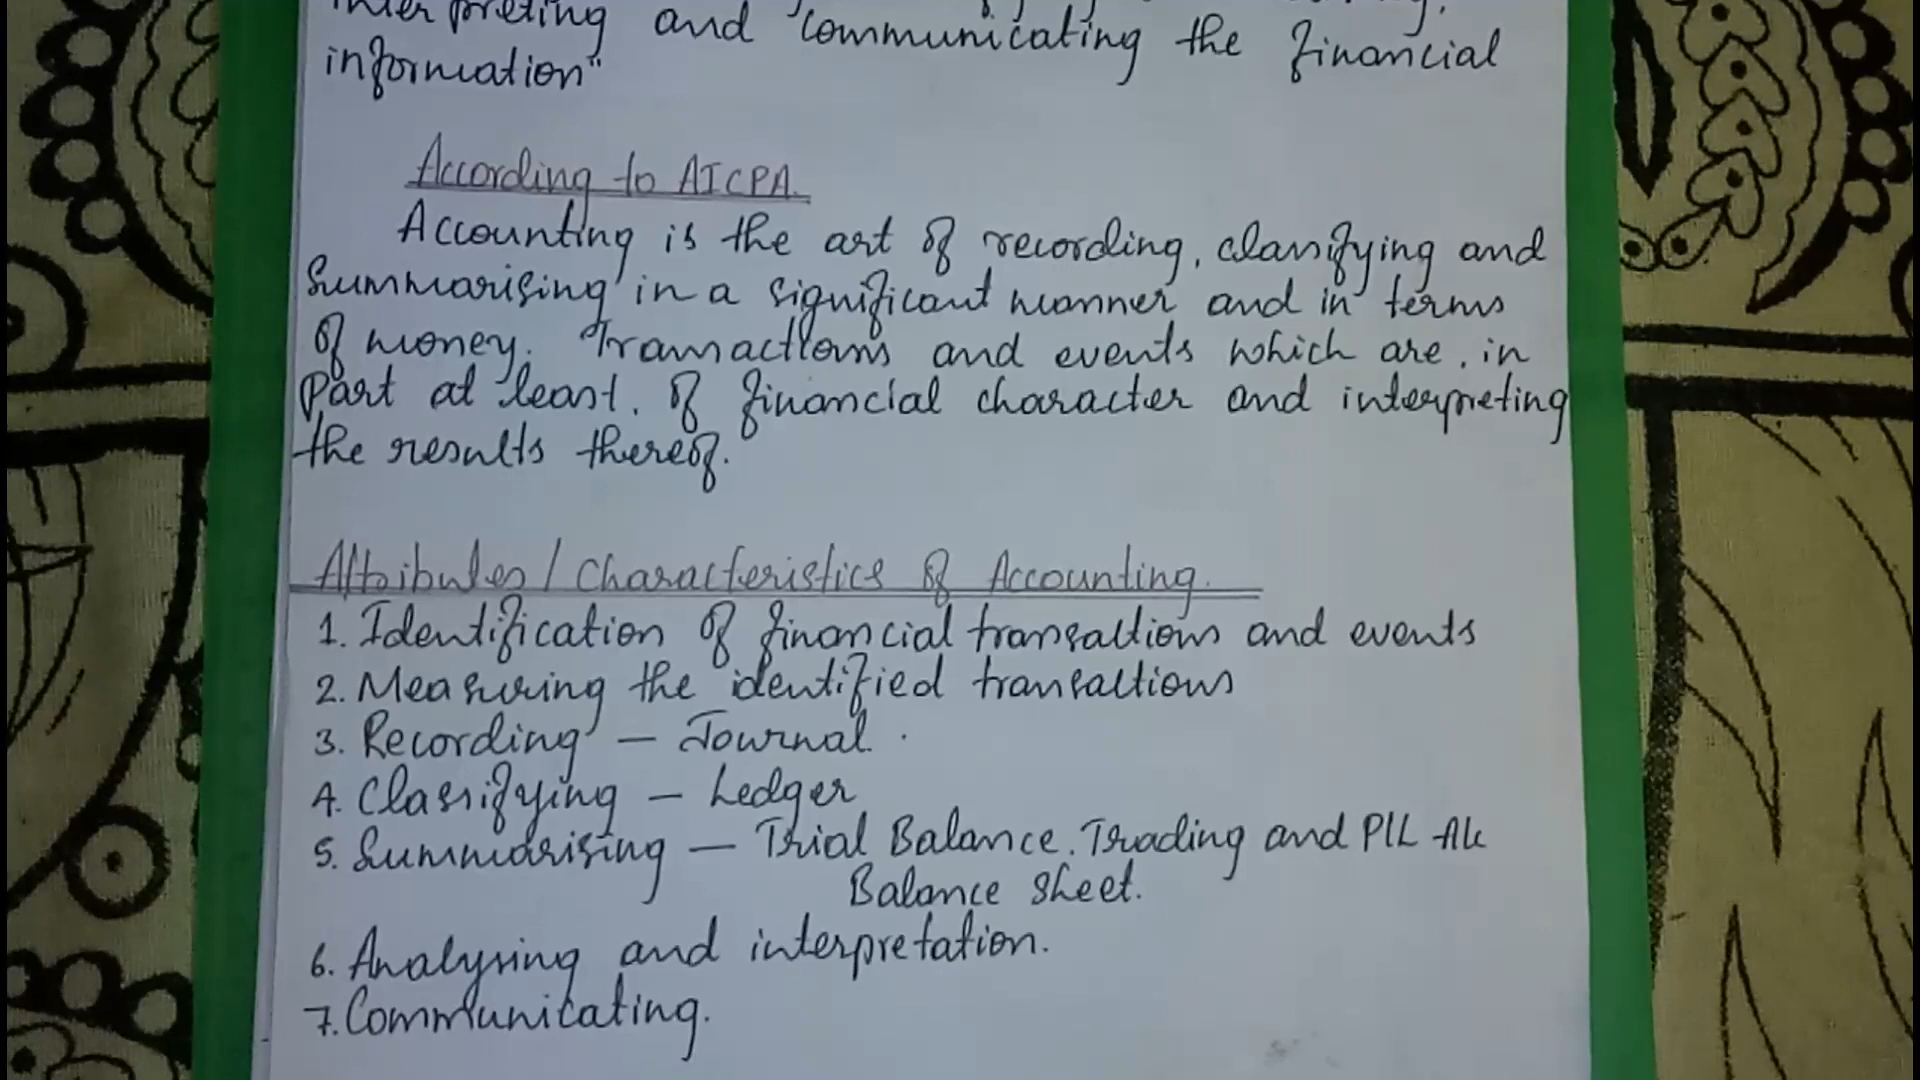 interpreting and communicating the financial
information"
According to AICPA.
Accounting is the art of recording, classifying and
Summarising in a significant manner and in terms
of money. Transactions and events which are, in
part at least, of financial character and interpreting
the results thereof.
Attributes / Characteristics of Accounting.
1. Identification of financial transactions and events
2. Measuring the identified transactions
3. Recording – Journal.
4. Classifying – Ledger
5. Summarising – Trial Balance, Trading and P/L A/c
Balance sheet.
6. Analysing and interpretation.
7. Communicating.